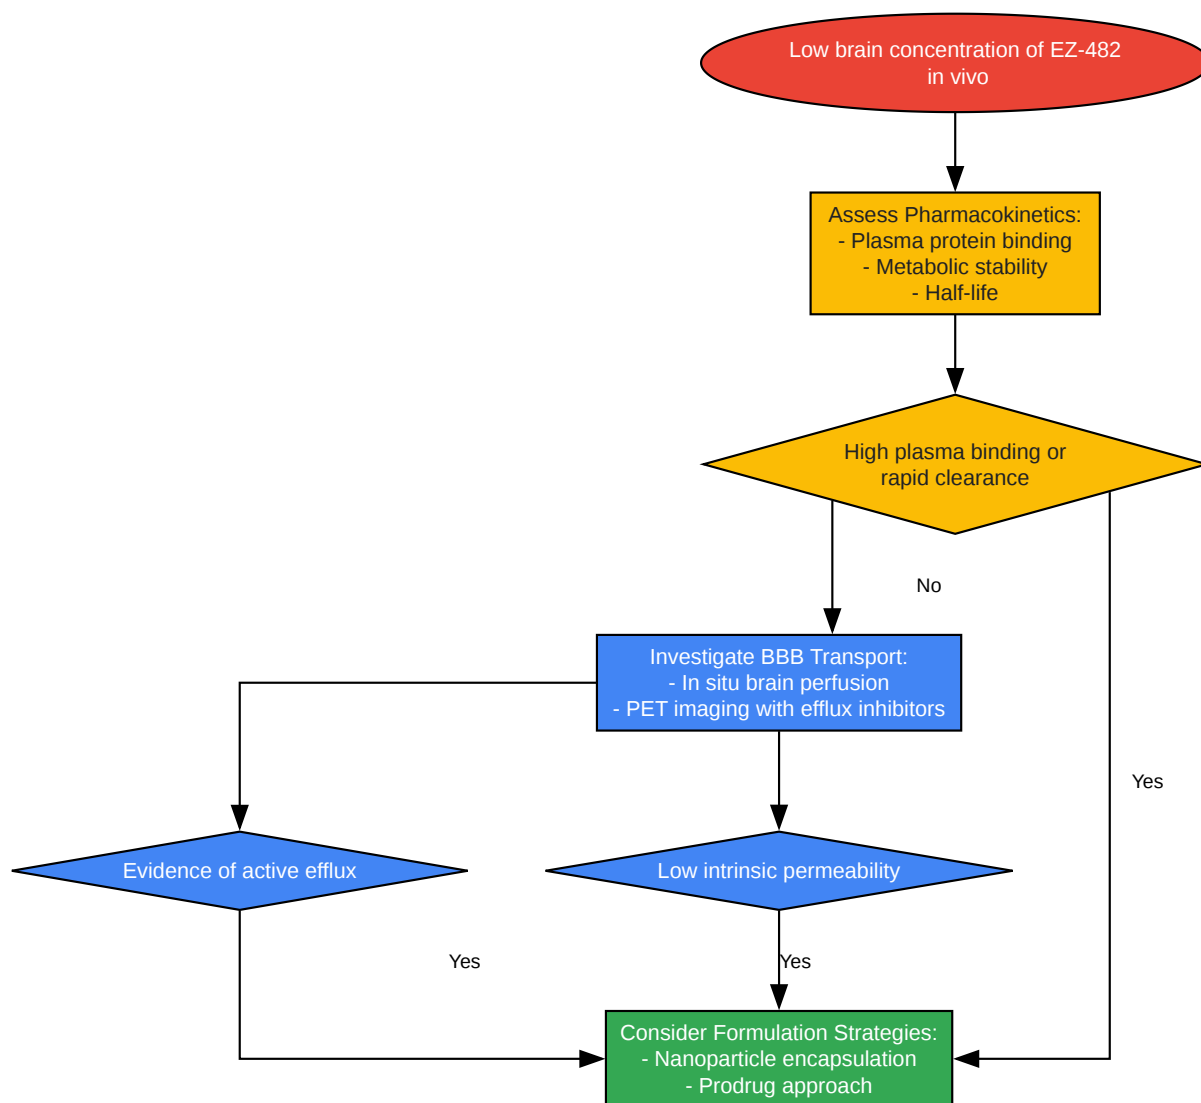 Low brain concentration of EZ-482
in vivo
Assess Pharmacokinetics:
- Plasma protein binding
- Metabolic stability
- Half-life
High plasma binding or
rapid clearance
No
Investigate BBB Transport:
- In situ brain perfusion
- PET imaging with efflux inhibitors
Yes
Evidence of active efflux
Low intrinsic permeability
Yes
Yes
Consider Formulation Strategies:
- Nanoparticle encapsulation
- Prodrug approach